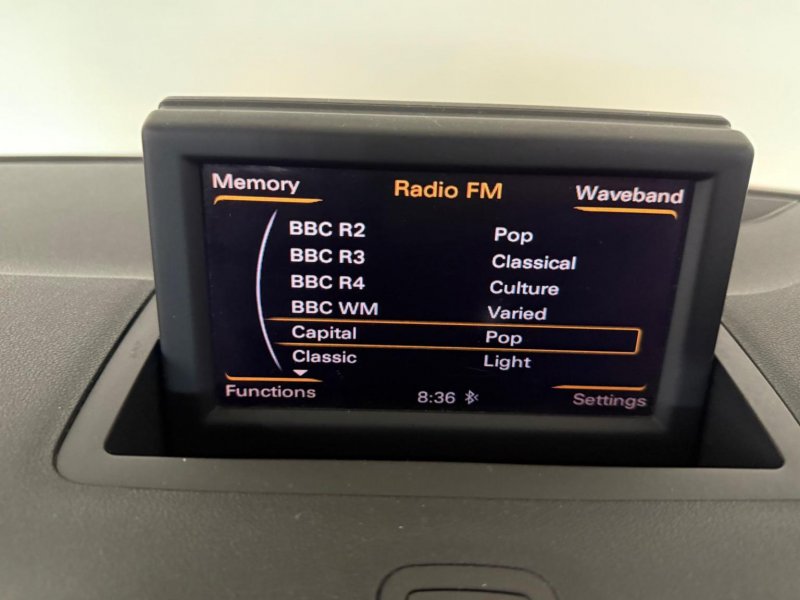 Memory Radio FM Waveband
BBC R2 Pop
BBC R3 Classical
BBC R4 Culture
BBC WM Varied
Capital Pop
Classic Light
Functions 8:36 Settings